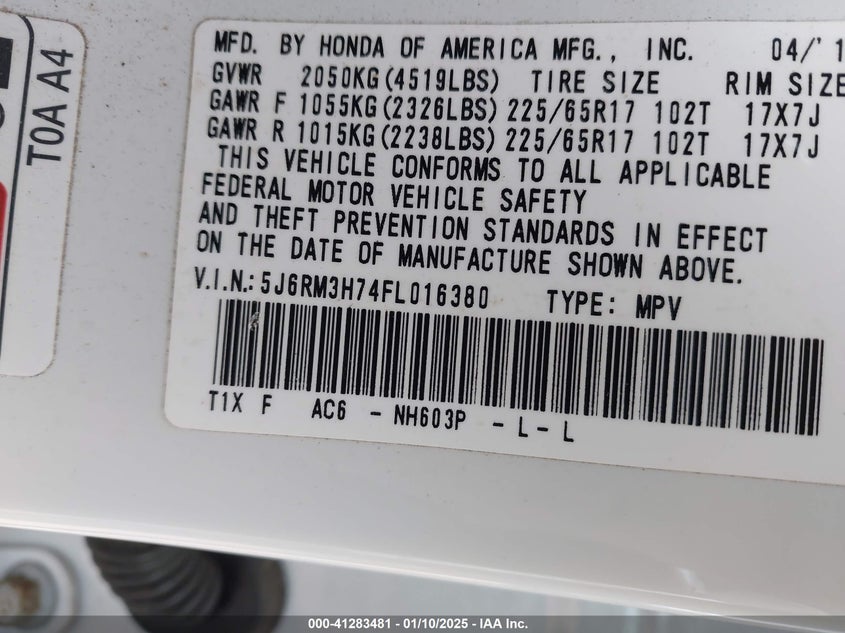 MFD. BY HONDA OF AMERICA MFG., INC. 04/'1
GVWR 2050KG(4519LBS) TIRE SIZE RIM SIZE
GAWR F 1055KG(2326LBS) 225/65R17 102T 17X7J
GAWR R 1015KG(2238LBS) 225/65R17 102T 17X7J
THIS VEHICLE CONFORMS TO ALL APPLICABLE
FEDERAL MOTOR VEHICLE SAFETY
AND THEFT PREVENTION STANDARDS IN EFFECT
ON THE DATE OF MANUFACTURE SHOWN ABOVE.
V.I.N.:5J6RM3H74FL016380 TYPE: MPV
T1X F AC6 - NH603P - L - L
T0A A4
000-41283481 - 01/10/2025 - IAA Inc.